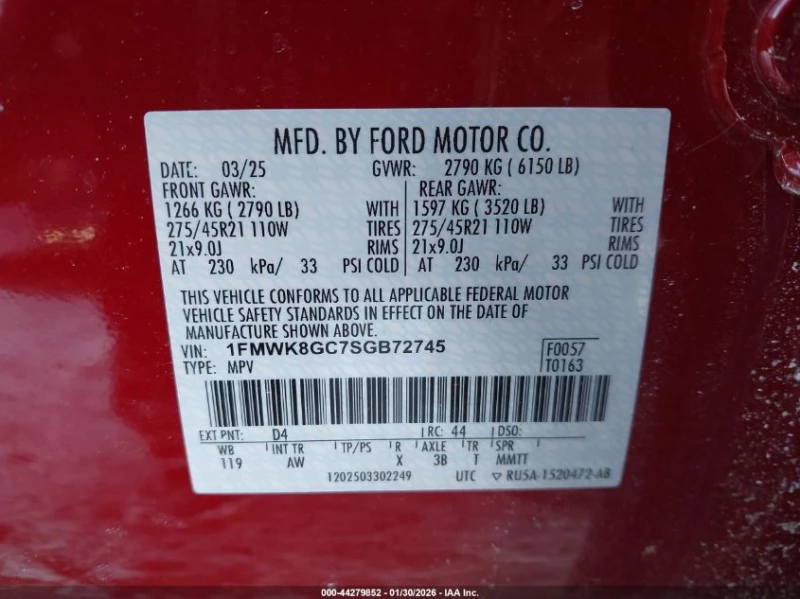 MFD. BY FORD MOTOR CO.
DATE: 03/25 GVWR: 2790 KG ( 6150 LB)
FRONT GAWR: REAR GAWR:
1266 KG ( 2790 LB) WITH 1597 KG ( 3520 LB) WITH
275/45R21 110W TIRES 275/45R21 110W TIRES
21x9.0J RIMS 21x9.0J RIMS
AT 230 kPa/ 33 PSI COLD AT 230 kPa/ 33 PSI COLD
THIS VEHICLE CONFORMS TO ALL APPLICABLE FEDERAL MOTOR
VEHICLE SAFETY STANDARDS IN EFFECT ON THE DATE OF
MANUFACTURE SHOWN ABOVE.
VIN: 1FMWK8GC7SGB72745 F0057
TYPE: MPV T0163
EXT PNT: D4 RC: 44 DSO:
WB INT TR TP/PS R AXLE TR SPR
119 AW X 3B T MMTT
1202503302249 UTC ▽ RU5A-1520472-AB
000-44279852 - 01/30/2026 - IAA Inc.